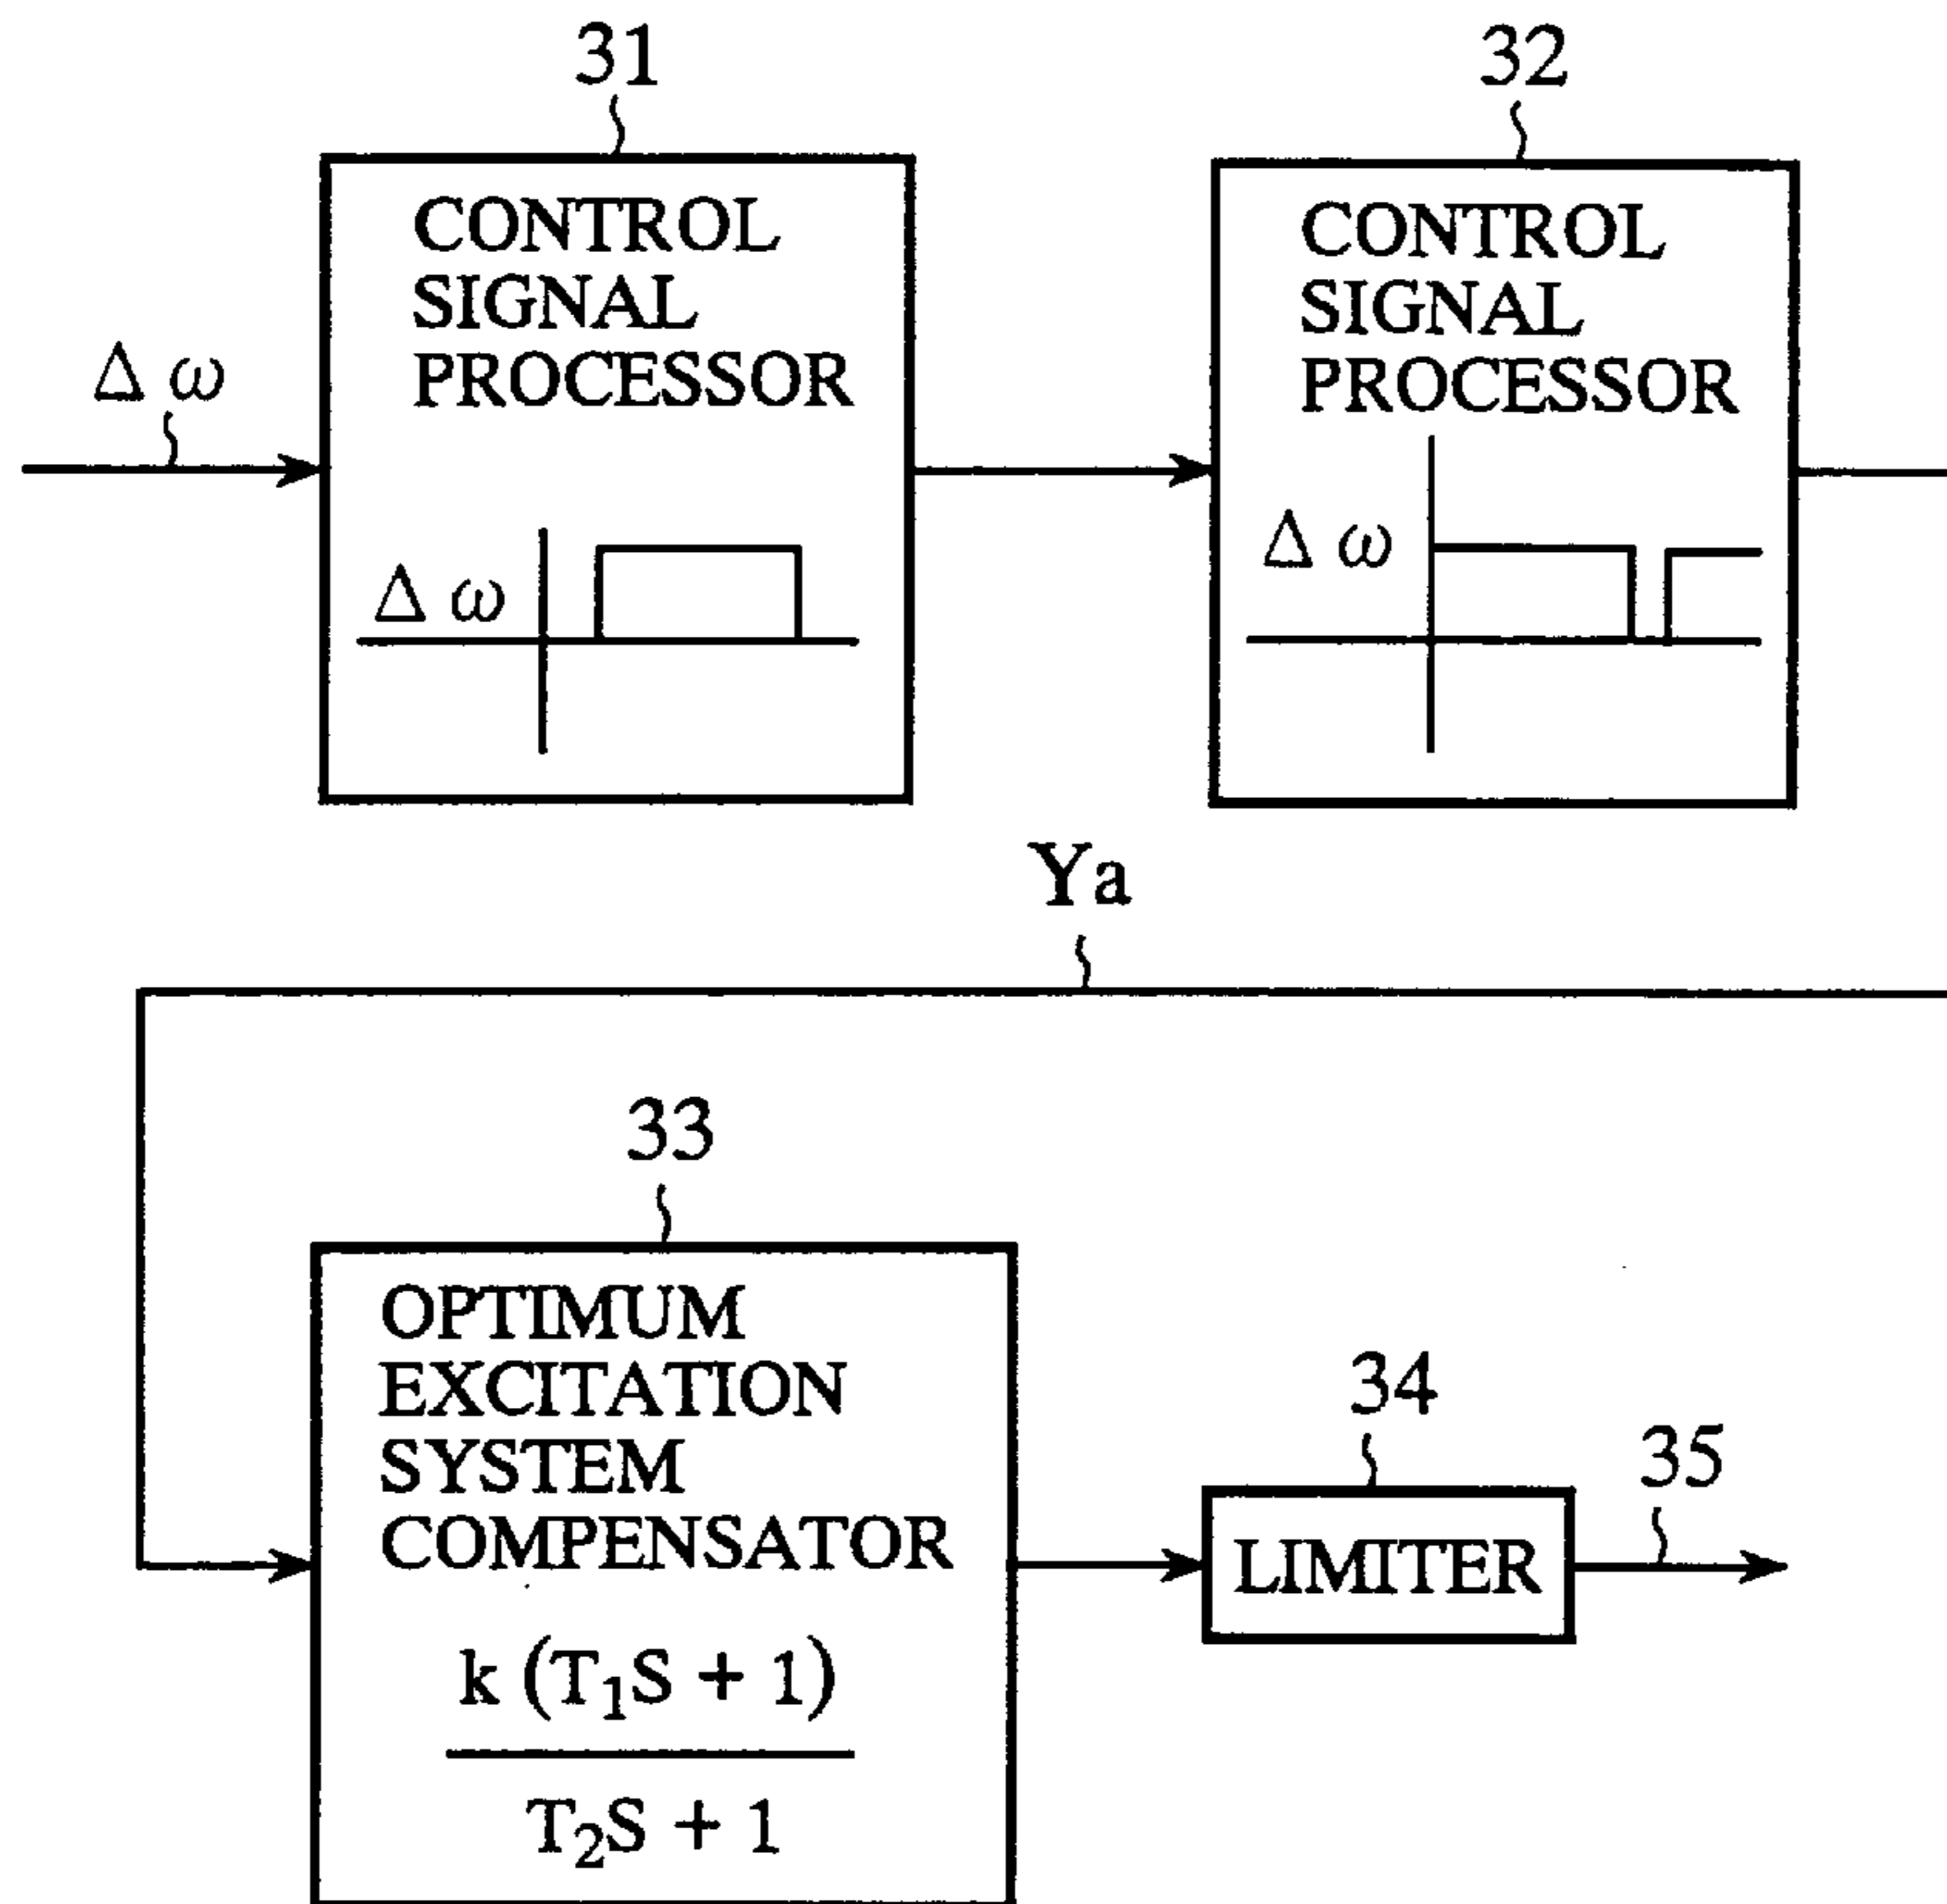 31
32
CONTROL
SIGNAL
PROCESSOR
Δω
Δω
CONTROL
SIGNAL
PROCESSOR
Δω
Ya
33
OPTIMUM
EXCITATION
SYSTEM
COMPENSATOR
k (T₁S + 1)
T₂S + 1
34
LIMITER
35